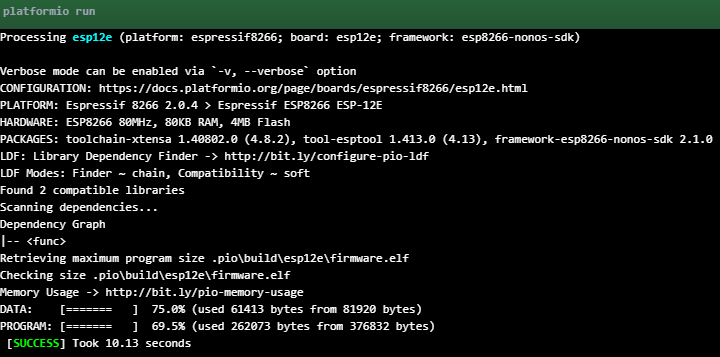 platformio run
Processing esp12e (platform: espressif8266; board: esp12e; framework: esp8266-nonos-sdk)
Verbose mode can be enabled via `-v, --verbose` option
CONFIGURATION: https://docs.platformio.org/page/boards/espressif8266/esp12e.html
PLATFORM: Espressif 8266 2.0.4 > Espressif ESP8266 ESP-12E
HARDWARE: ESP8266 80MHz, 80KB RAM, 4MB Flash
PACKAGES: toolchain-xtensa 1.40802.0 (4.8.2), tool-esptool 1.413.0 (4.13), framework-esp8266-nonos-sdk 2.1.0
LDF: Library Dependency Finder -> http://bit.ly/configure-pio-ldf
LDF Modes: Finder ~ chain, Compatibility ~ soft
Found 2 compatible libraries
Scanning dependencies...
Dependency Graph
|-- <func>
Retrieving maximum program size .pio\build\esp12e\firmware.elf
Checking size .pio\build\esp12e\firmware.elf
Memory Usage -> http://bit.ly/pio-memory-usage
DATA:    [=======   ]  75.0% (used 61413 bytes from 81920 bytes)
PROGRAM: [=======   ]  69.5% (used 262073 bytes from 376832 bytes)
[SUCCESS] Took 10.13 seconds